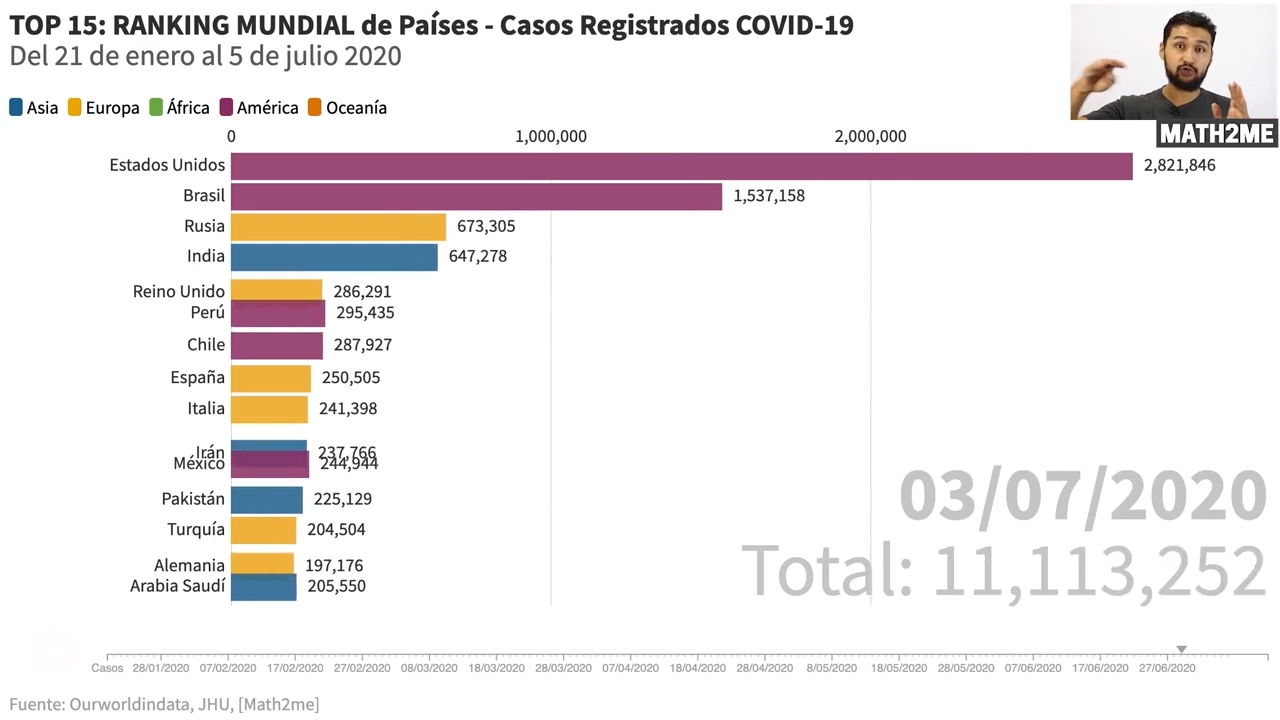 TOP 15: RANKING MUNDIAL de Países - Casos Registrados COVID-19
Del 21 de enero al 5 de julio 2020
MATH2ME
Asia Europa África América Oceanía
0 1,000,000 2,000,000
Estados Unidos 2,821,846
Brasil 1,537,158
Rusia 673,305
India 647,278
Reino Unido 286,291
Perú 295,435
Chile 287,927
España 250,505
Italia 241,398
Irán 237,766
México 244,944
Pakistán 225,129
Turquía 204,504
Alemania 197,176
Arabia Saudí 205,550
03/07/2020
Total: 11,113,252
Casos 28/01/2020 07/02/2020 17/02/2020 27/02/2020 08/03/2020 18/03/2020 28/03/2020 07/04/2020 18/04/2020 28/04/2020 8/05/2020 18/05/2020 28/05/2020 07/06/2020 17/06/2020 27/06/2020
Fuente: Ourworldindata, JHU, [Math2me]